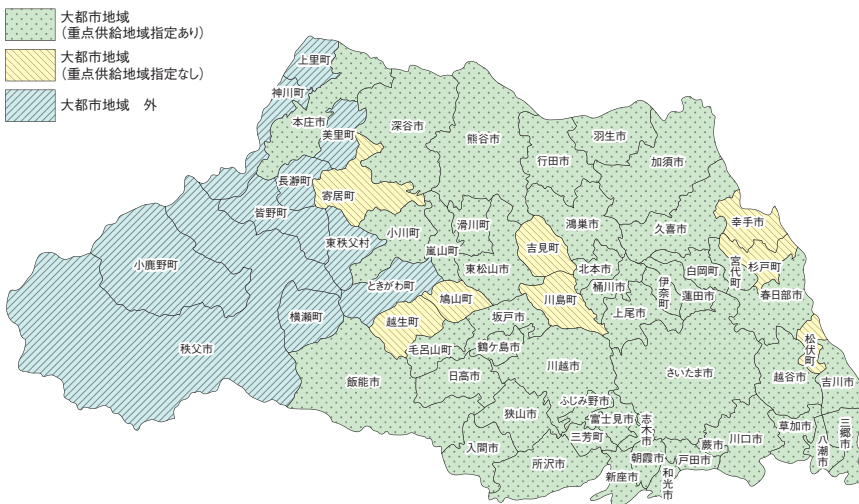 大都市地域
(重点供給地域指定あり)
大都市地域
(重点供給地域指定なし)
大都市地域　外
上里町
神川町
本庄市
美里町
深谷市
熊谷市
行田市
羽生市
加須市
長瀞町
寄居町
皆野町
小川町
滑川町
鴻巣市
久喜市
幸手市
東秩父村
嵐山町
吉見町
小鹿野町
東松山市
北本市
白岡町
宮代町
杉戸町
ときがわ町
鳩山町
川島町
桶川市
伊奈町
蓮田市
春日部市
横瀬町
越生町
坂戸市
上尾市
秩父市
毛呂山町
鶴ケ島市
松伏町
飯能市
日高市
川越市
さいたま市
越谷市
吉川市
ふじみ野市
狭山市
富士見市
志木市
三芳町
入間市
所沢市
新座市
朝霞市
和光市
戸田市
蕨市
川口市
草加市
八潮市
三郷市